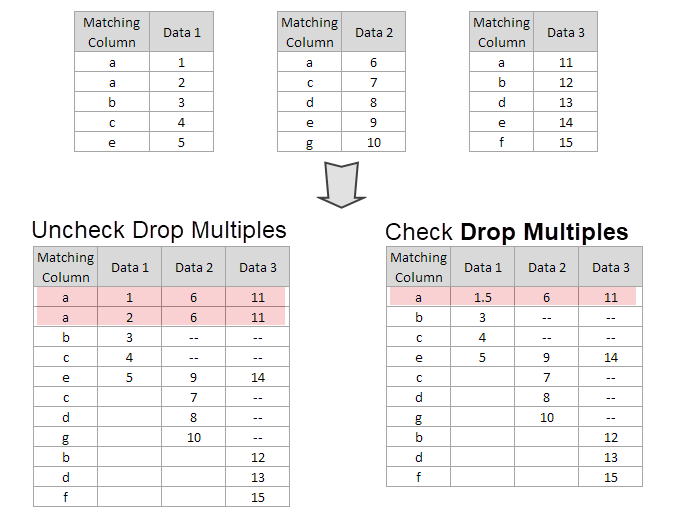 Matching Column Data 1
a 1
a 2
b 3
c 4
e 5
Matching Column Data 2
a 6
c 7
d 8
e 9
g 10
Matching Column Data 3
a 11
b 12
d 13
e 14
f 15
Uncheck Drop Multiples
Matching Column Data 1 Data 2 Data 3
a 1 6 11
a 2 6 11
b 3 -- --
c 4 -- --
e 5 9 14
c 7 --
d 8 --
g 10 --
b 12
d 13
f 15
Check Drop Multiples
Matching Column Data 1 Data 2 Data 3
a 1.5 6 11
b 3 -- --
c 4 -- --
e 5 9 14
c 7 --
d 8 --
g 10 --
b 12
d 13
f 15